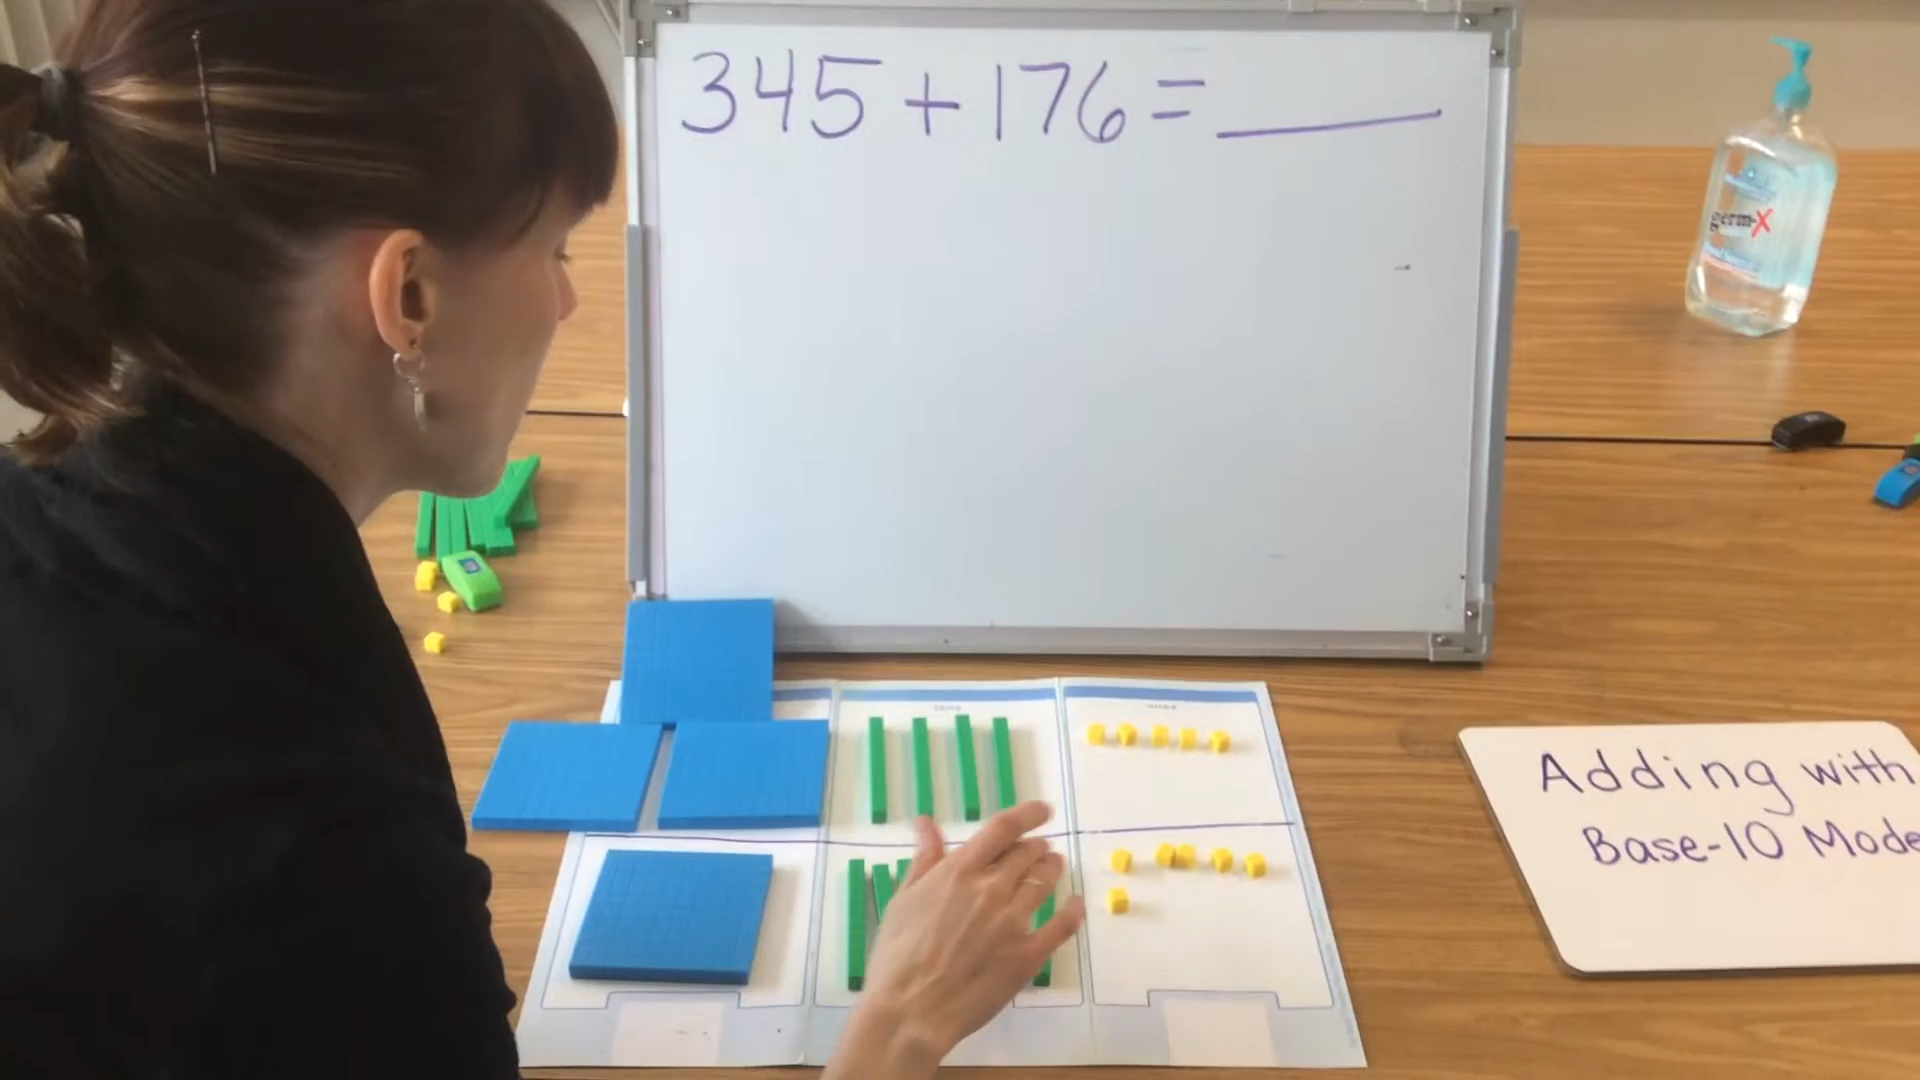 345 + 176 = ______
germ-X
Adding with
Base-10 Mode